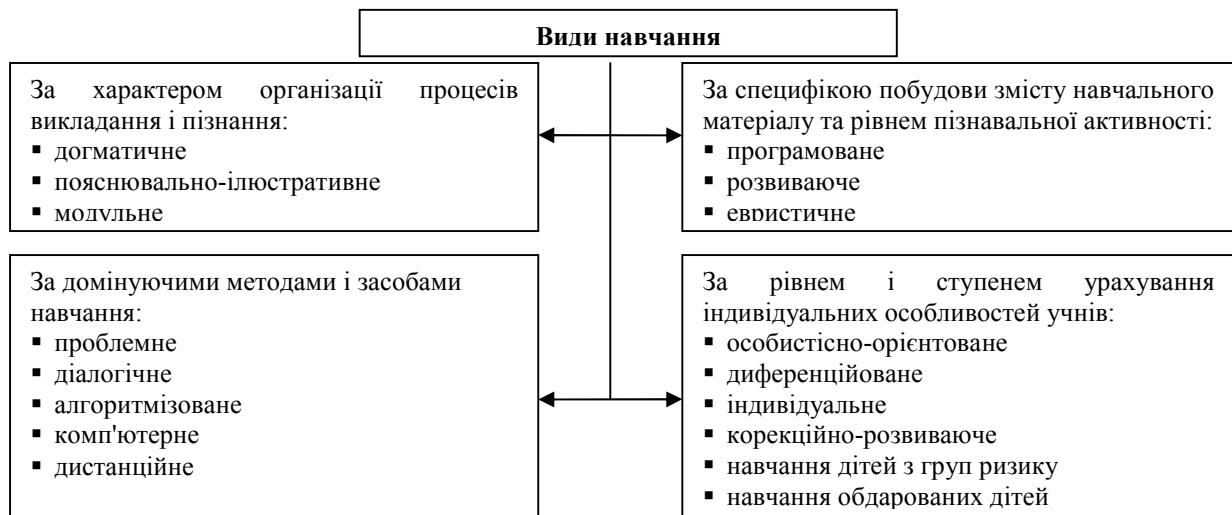 Види навчання
За характером організації процесів
викладання і пізнання:
▪ догматичне
▪ пояснювально-ілюстративне
▪ модульне
За специфікою побудови змісту навчального
матеріалу та рівнем пізнавальної активності:
▪ програмоване
▪ розвиваюче
▪ евристичне
За домінуючими методами і засобами
навчання:
▪ проблемне
▪ діалогічне
▪ алгоритмізоване
▪ комп'ютерне
▪ дистанційне
За рівнем і ступенем урахування
індивідуальних особливостей учнів:
▪ особистісно-орієнтоване
▪ диференційоване
▪ індивідуальне
▪ корекційно-розвиваюче
▪ навчання дітей з груп ризику
▪ навчання обдарованих дітей